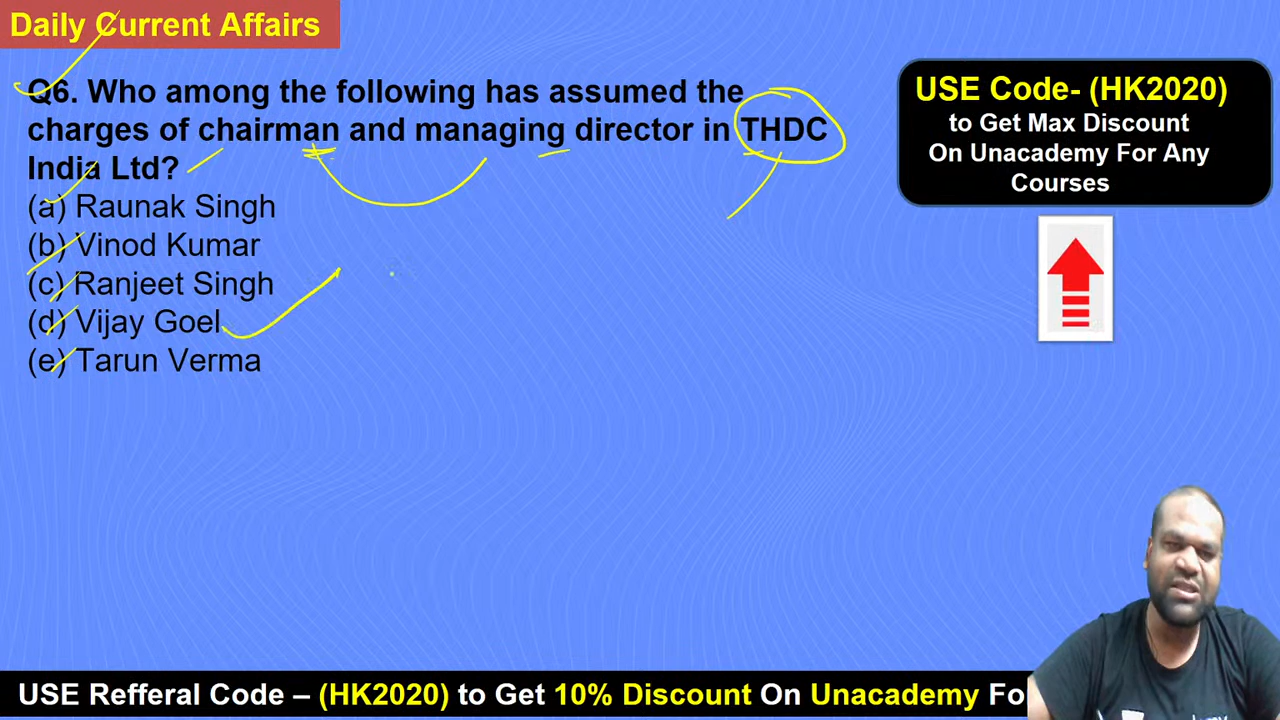 Daily Current Affairs
Q6. Who among the following has assumed the
charges of chairman and managing director in THDC
India Ltd?
(a) Raunak Singh
(b) Vinod Kumar
(c) Ranjeet Singh
(d) Vijay Goel
(e) Tarun Verma
USE Code- (HK2020)
to Get Max Discount
On Unacademy For Any
Courses
USE Refferal Code – (HK2020) to Get 10% Discount On Unacademy Fo